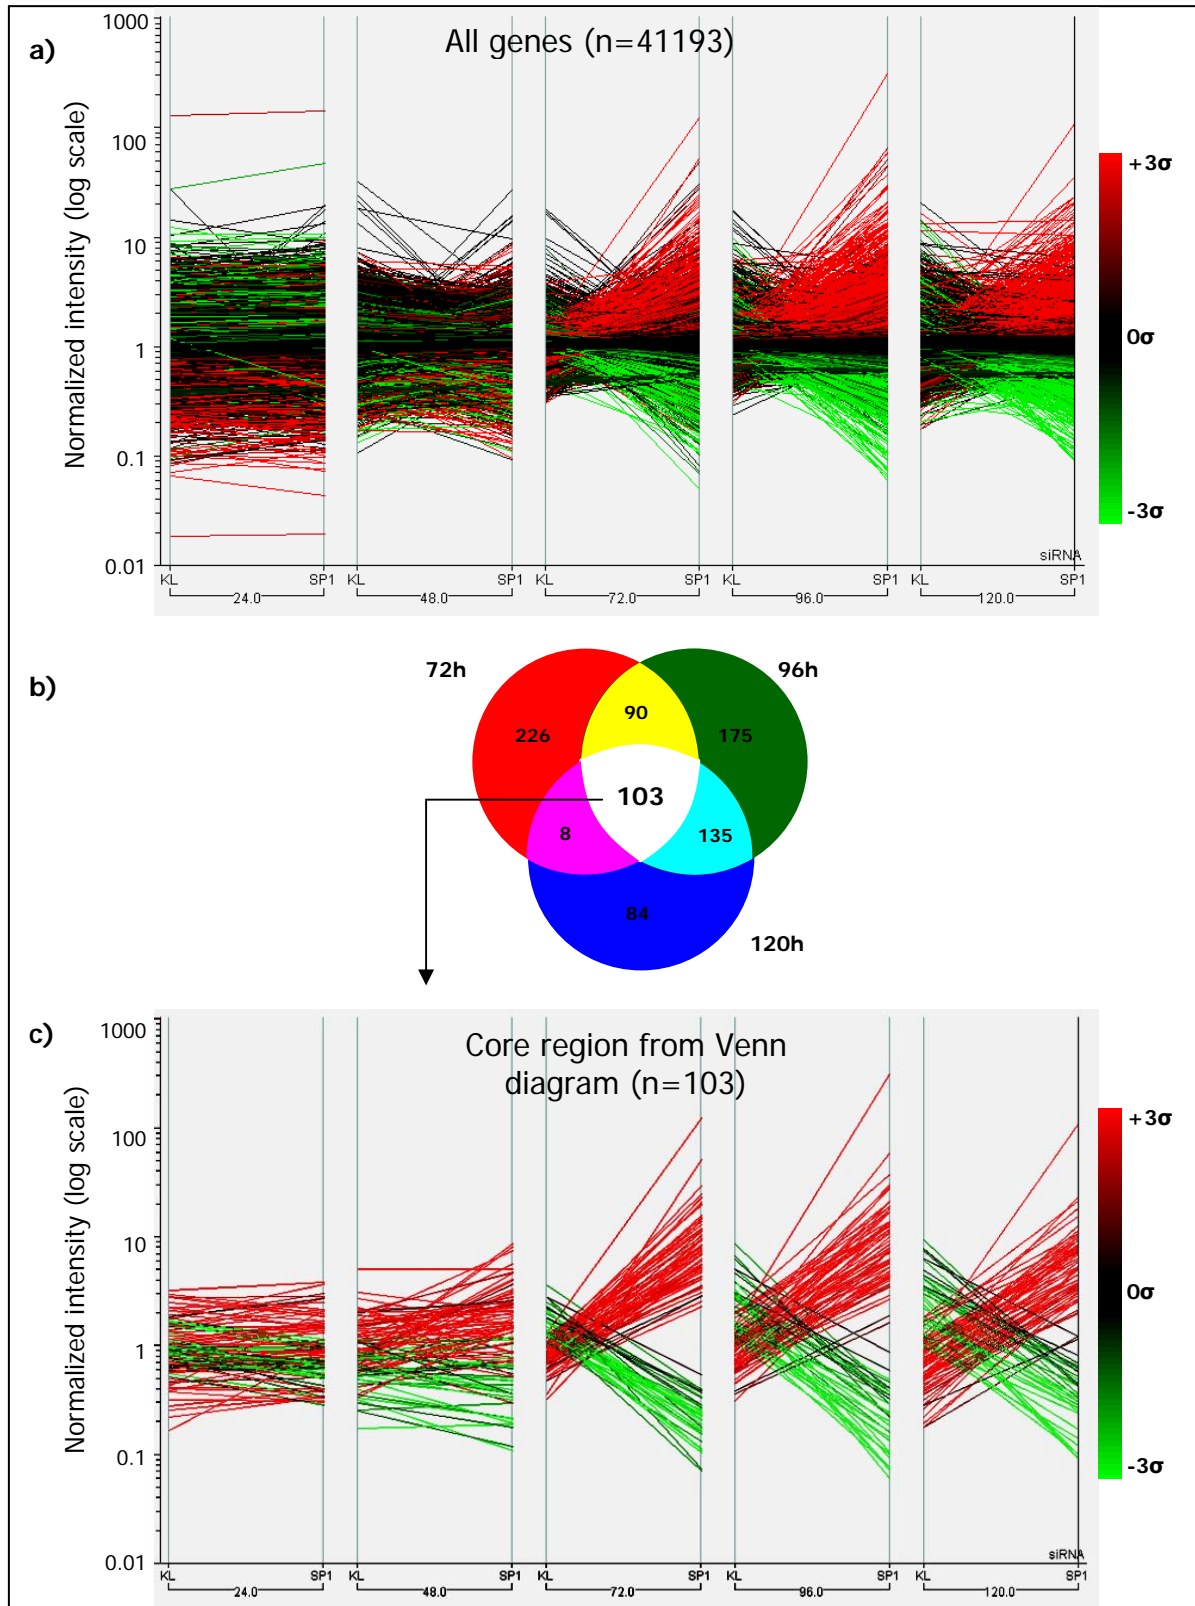 a)
All genes (n=41193)
Normalized intensity (log scale)
1000
100
10
1
0.1
0.01
+3σ
0σ
-3σ
siRNA
KL SP1 KL SP1 KL SP1 KL SP1 KL SP1
24.0 48.0 72.0 96.0 120.0
b)
72h
96h
90
226
175
103
8
135
84
120h
c)
Core region from Venn
diagram (n=103)
Normalized intensity (log scale)
1000
100
10
1
0.1
0.01
+3σ
0σ
-3σ
siRNA
KL SP1 KL SP1 KL SP1 KL SP1 KL SP1
24.0 48.0 72.0 96.0 120.0